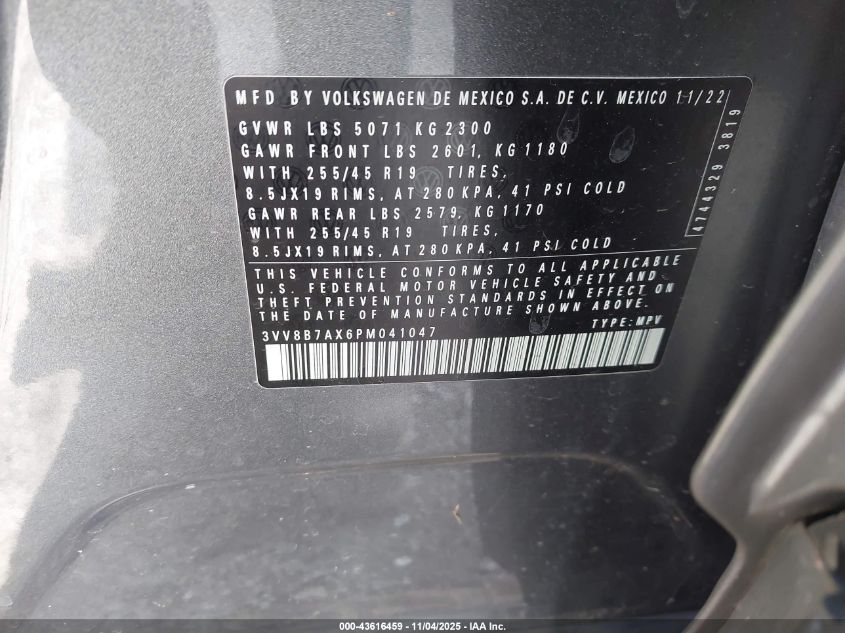 MFD BY VOLKSWAGEN DE MEXICO S.A. DE C.V. MEXICO 11/22
GVWR LBS 5071 KG 2300
GAWR FRONT LBS 2601, KG 1180
WITH 255/45 R19 TIRES,
8.5JX19 RIMS, AT 280 KPA, 41 PSI COLD
GAWR REAR LBS 2579, KG 1170
WITH 255/45 R19 TIRES,
8.5JX19 RIMS, AT 280 KPA, 41 PSI COLD
4744329 3819
THIS VEHICLE CONFORMS TO ALL APPLICABLE
U.S. FEDERAL MOTOR VEHICLE SAFETY AND
THEFT PREVENTION STANDARDS IN EFFECT ON
THE DATE OF MANUFACTURE SHOWN ABOVE.
3VV8B7AX6PM041047 TYPE: MPV
000-43616459 - 11/04/2025 - IAA Inc.